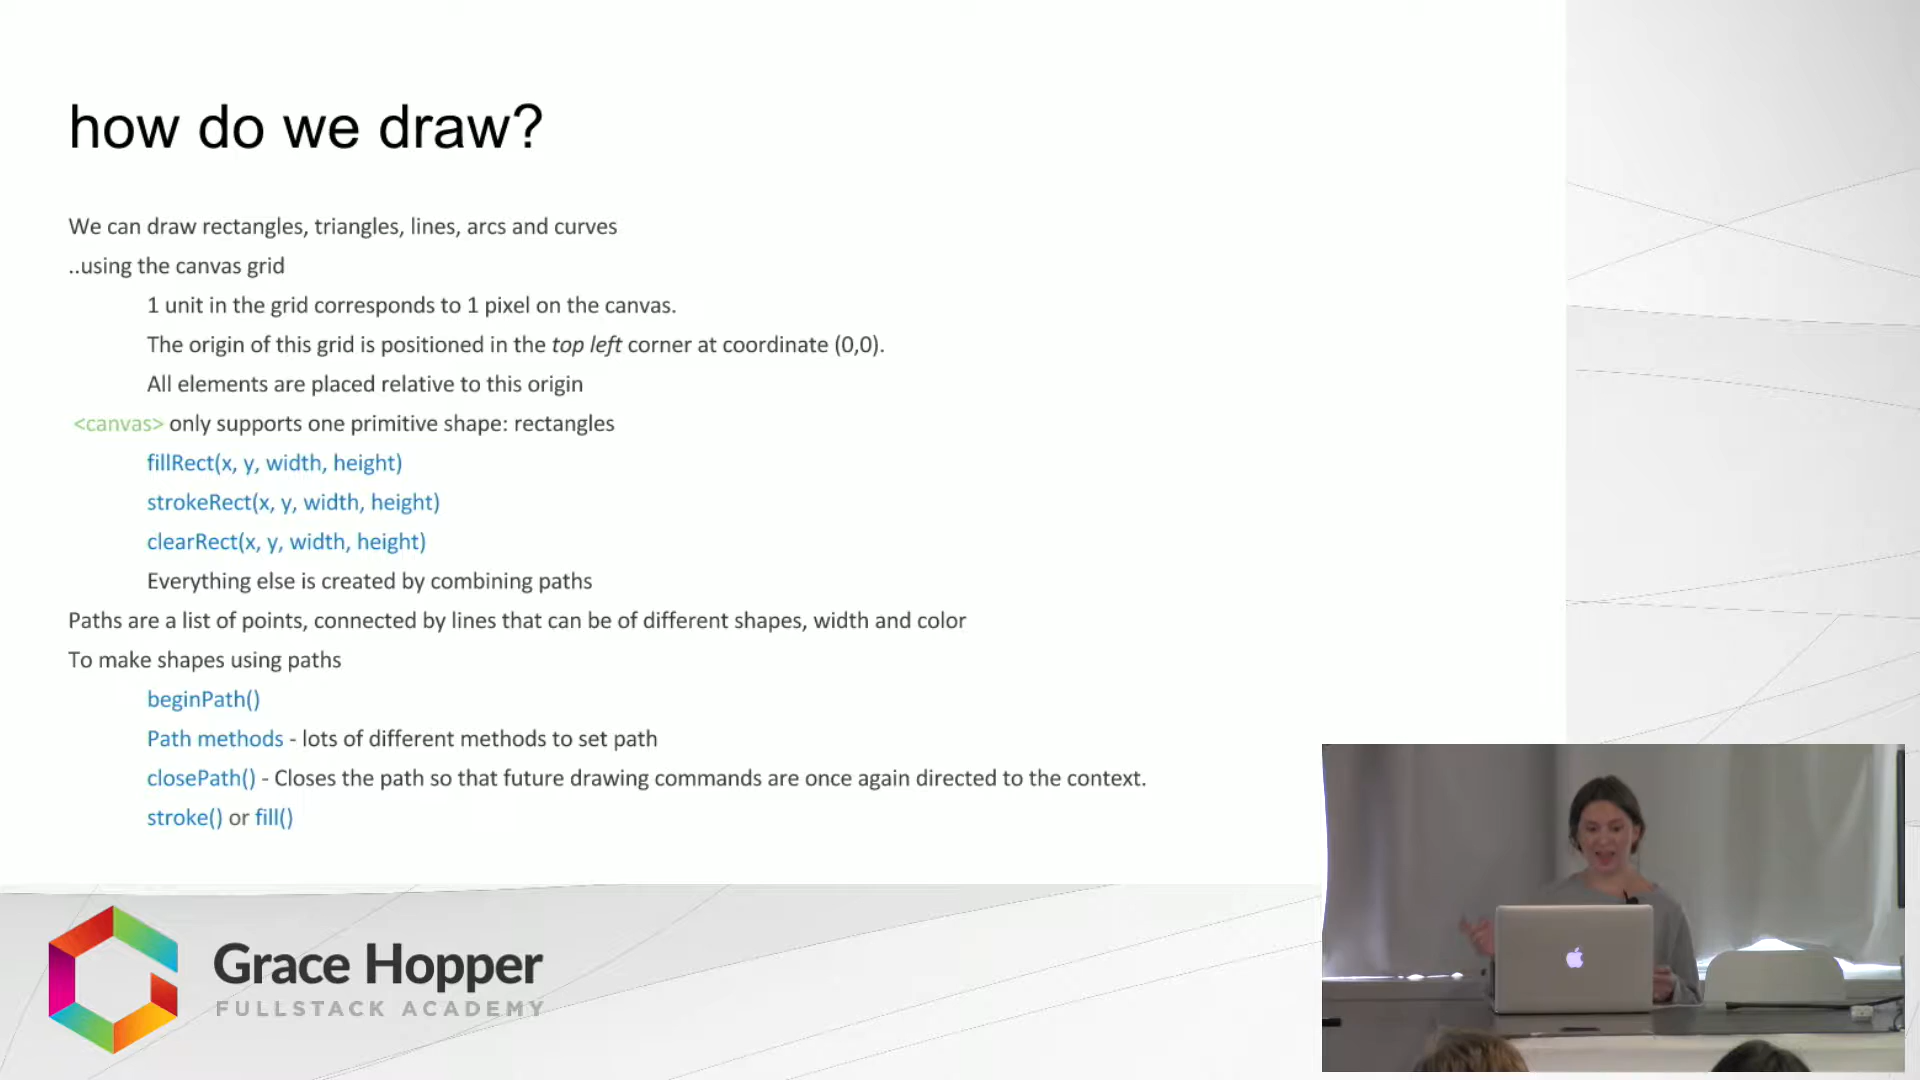 how do we draw?
We can draw rectangles, triangles, lines, arcs and curves
..using the canvas grid
1 unit in the grid corresponds to 1 pixel on the canvas.
The origin of this grid is positioned in the top left corner at coordinate (0,0).
All elements are placed relative to this origin
<canvas> only supports one primitive shape: rectangles
fillRect(x, y, width, height)
strokeRect(x, y, width, height)
clearRect(x, y, width, height)
Everything else is created by combining paths
Paths are a list of points, connected by lines that can be of different shapes, width and color
To make shapes using paths
beginPath()
Path methods - lots of different methods to set path
closePath() - Closes the path so that future drawing commands are once again directed to the context.
stroke() or fill()
Grace Hopper
FULLSTACK ACADEMY